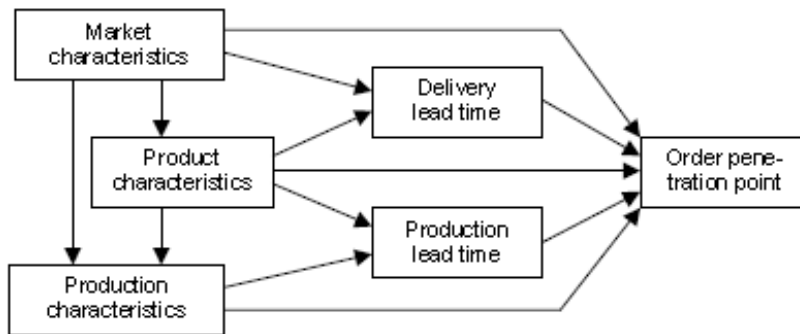 Market
characteristics
Delivery
lead time
Product
characteristics
Order pene-
tration point
Production
lead time
Production
characteristics